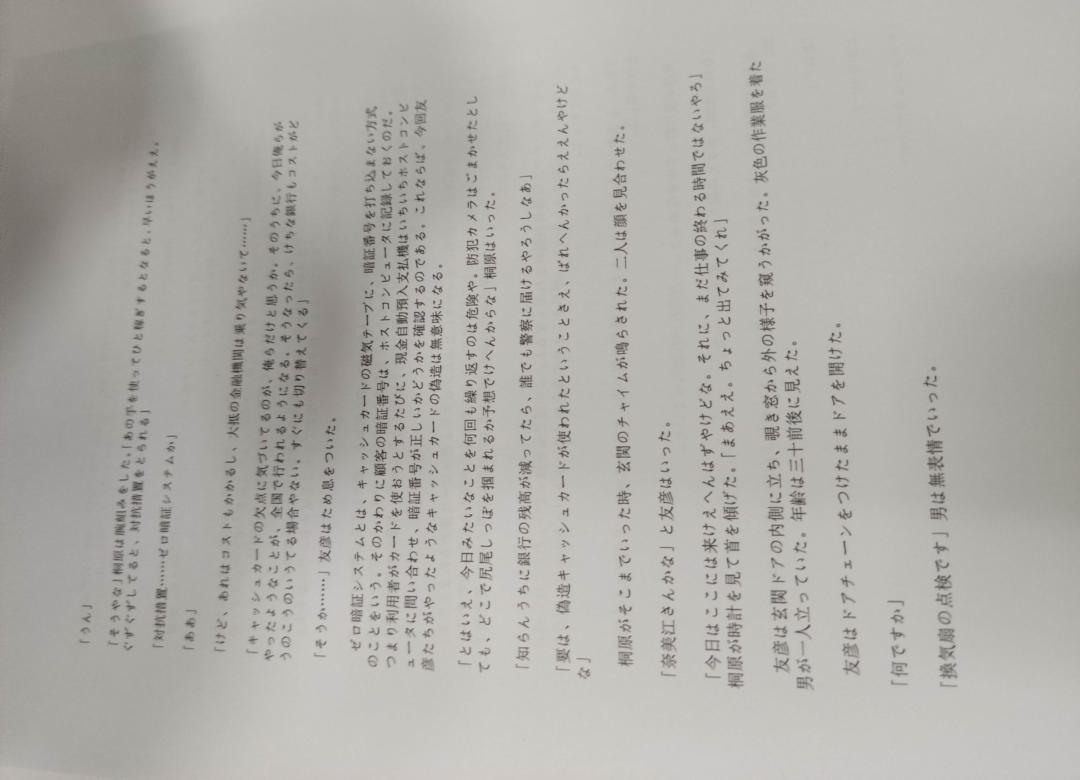 「うん」
「そうやな」桐原は腕組みをした。「あの手を使ってひと稼ぎするとなると、早いほうがええ。
ぐずぐずしてると、対抗措置をとられる」
「対抗措置……ゼロ暗証システムか」
「ああ」
「けど、あれはコストもかかるし、大抵の金融機関は乗り気やないて……」
「キャッシュカードの欠点に気づいてるのが、俺らだけと思うか。そのうちに、今日俺らが
やったようなことが、全国で行われるようになる。そうなったら、けちな銀行もコストがど
うのこうのいうてる場合やない。すぐにも切り替えてくる」
「そうか……」友彦はため息をついた。
ゼロ暗証システムとは、キャッシュカードの磁気テープに、暗証番号を打ち込まない方式
のことをいう。そのかわりに顧客の暗証番号は、ホストコンピュータに記録しておくのだ。
つまり利用者がカードを使おうとするたびに、現金自動預入支払機はいちいちホストコンピ
ュータに問い合わせ、暗証番号が正しいかどうかを確認するのである。これならば、今回友
彦たちがやったようなキャッシュカードの偽造は無意味になる。
「とはいえ、今日みたいなことを何回も繰り返すのは危険や。防犯カメラはごまかせたとし
ても、どこで尻尾しっぽを掴まれるか予想でけへんからな」桐原はいった。
「知らんうちに銀行の残高が減ってたら、誰でも警察に届けるやろうしなあ」
「要は、偽造キャッシュカードが使われたということさえ、ばれへんかったらええんやけど
な」
桐原がそこまでいった時、玄関のチャイムが鳴らされた。二人は顔を見合わせた。
「奈美江さんかな」と友彦はいった。
「今日はここには来けえへんはずやけどな。それに、まだ仕事の終わる時間ではないやろ」
桐原が時計を見て首を傾げた。「まあええ。ちょっと出てみてくれ」
友彦は玄関ドアの内側に立ち、覗き窓から外の様子を窺うかがった。灰色の作業服を着た
男が一人立っていた。年齢は三十前後に見えた。
友彦はドアチェーンをつけたままドアを開けた。
「何ですか」
「換気扇の点検です」男は無表情でいった。